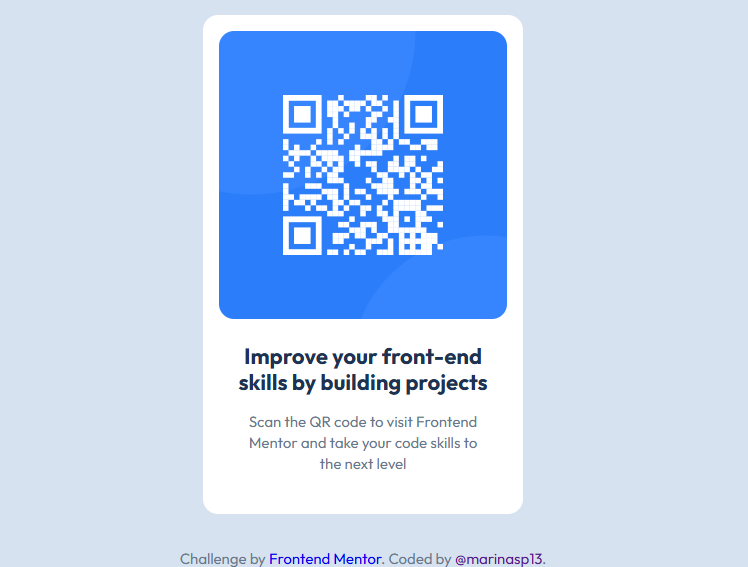 Improve your front-end
skills by building projects
Scan the QR code to visit Frontend
Mentor and take your code skills to
the next level
Challenge by Frontend Mentor. Coded by @marinasp13.